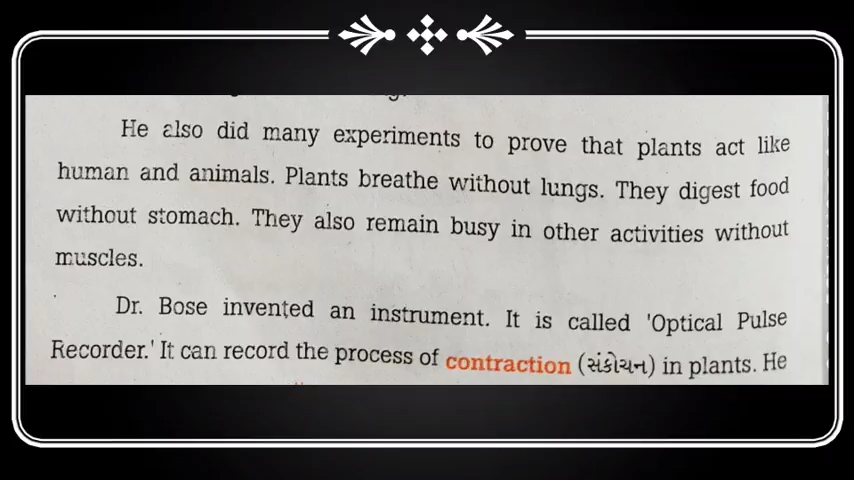 He also did many experiments to prove that plants act like
human and animals. Plants breathe without lungs. They digest food
without stomach. They also remain busy in other activities without
muscles.
Dr. Bose invented an instrument. It is called 'Optical Pulse
Recorder.' It can record the process of contraction (સંકોચન) in plants. He